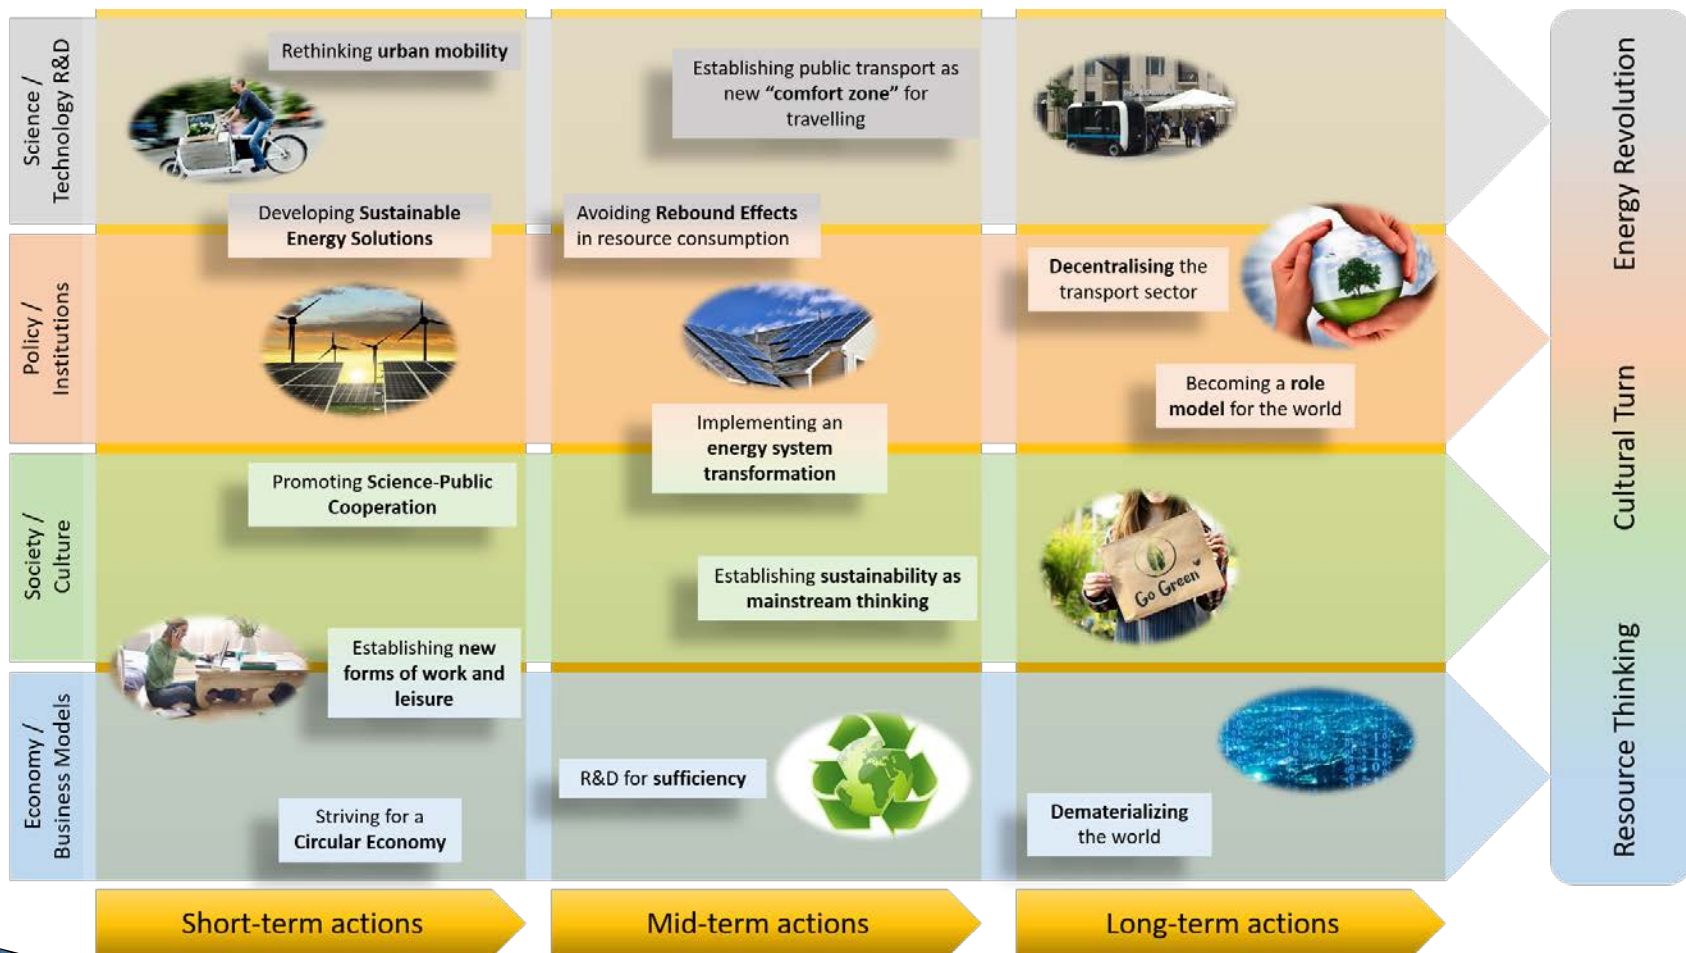 Science /
Technology R&D
Rethinking urban mobility
Establishing public transport as
new “comfort zone” for
travelling
Developing Sustainable
Energy Solutions
Avoiding Rebound Effects
in resource consumption
Policy /
Institutions
Decentralising the
transport sector
Becoming a role
model for the world
Implementing an
energy system
transformation
Society /
Culture
Promoting Science-Public
Cooperation
Establishing sustainability as
mainstream thinking
Go Green
Establishing new
forms of work and
leisure
Economy /
Business Models
R&D for sufficiency
Striving for a
Circular Economy
Dematerializing
the world
Short-term actions
Mid-term actions
Long-term actions
Energy Revolution
Cultural Turn
Resource Thinking